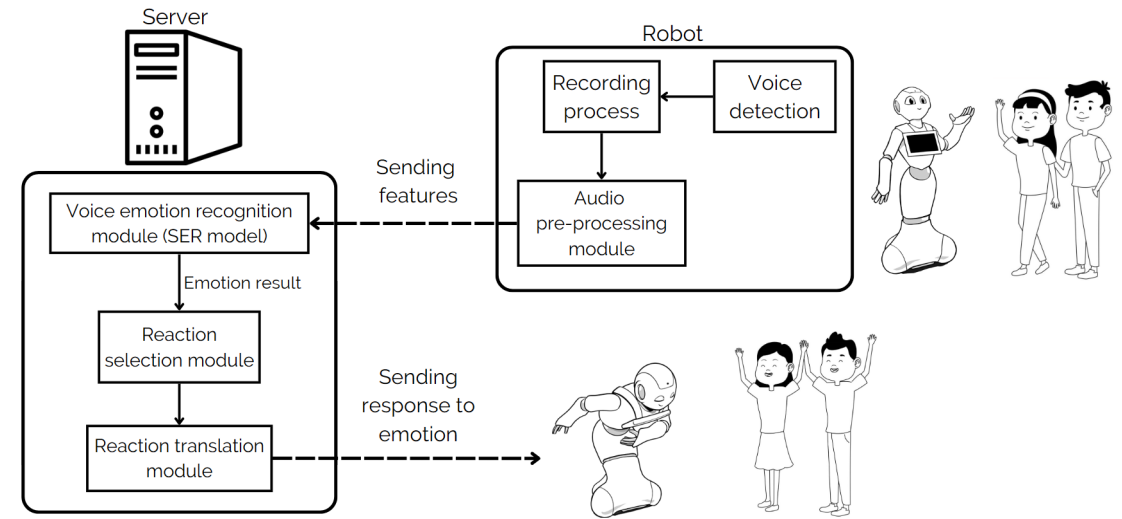 Server
Robot
Recording
process
Voice
detection
Sending
features
Audio
pre-processing
module
Voice emotion recognition
module (SER model)
Emotion result
Reaction
selection module
Sending
response to
emotion
Reaction translation
module